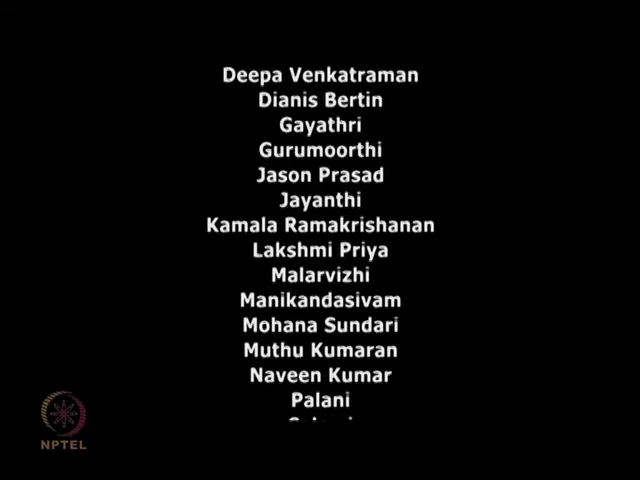 Deepa Venkatraman
Dianis Bertin
Gayathri
Gurumoorthi
Jason Prasad
Jayanthi
Kamala Ramakrishanan
Lakshmi Priya
Malarvizhi
Manikandasivam
Mohana Sundari
Muthu Kumaran
Naveen Kumar
Palani
NPTEL